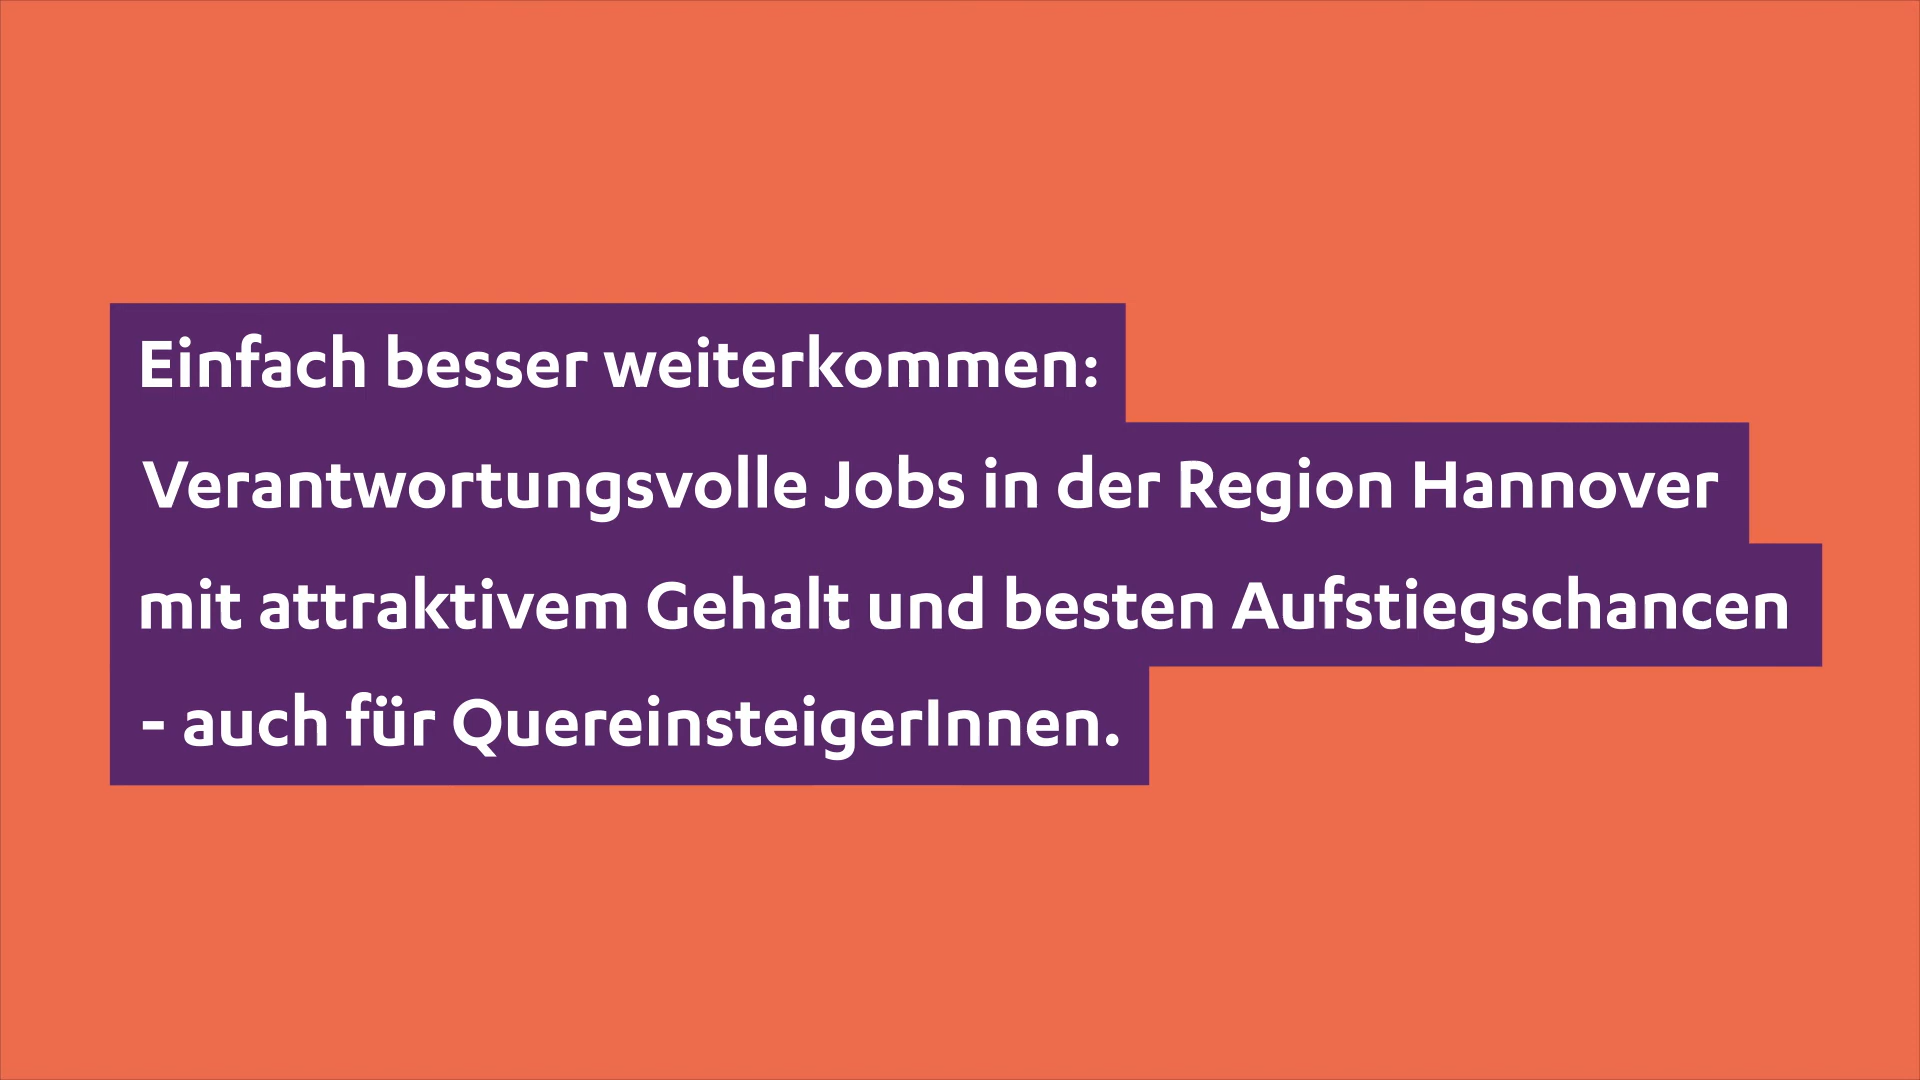 Einfach besser weiterkommen:
Verantwortungsvolle Jobs in der Region Hannover
mit attraktivem Gehalt und besten Aufstiegschancen
- auch für QuereinsteigerInnen.